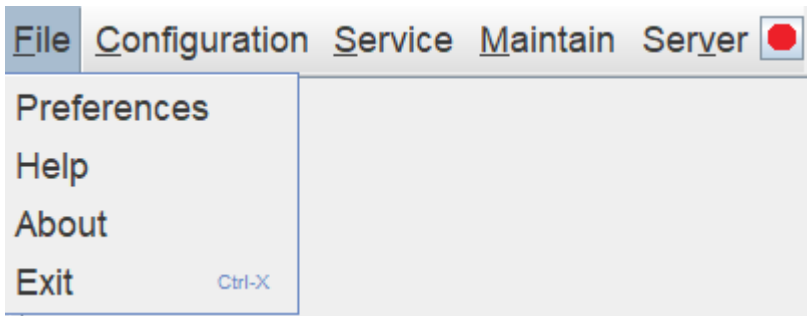 File Configuration Service Maintain Server
Preferences
Help
About
Exit Ctrl-X